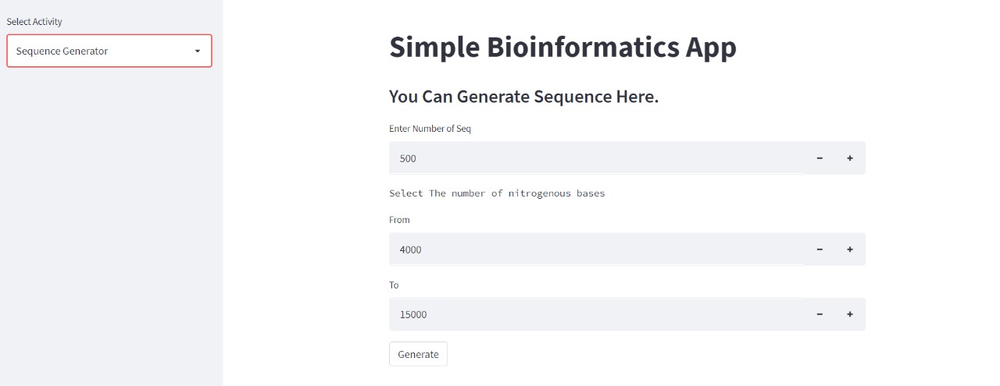 Select Activity
Sequence Generator
Simple Bioinformatics App
You Can Generate Sequence Here.
Enter Number of Seq
500
Select The number of nitrogenous bases
From
4000
To
15000
Generate